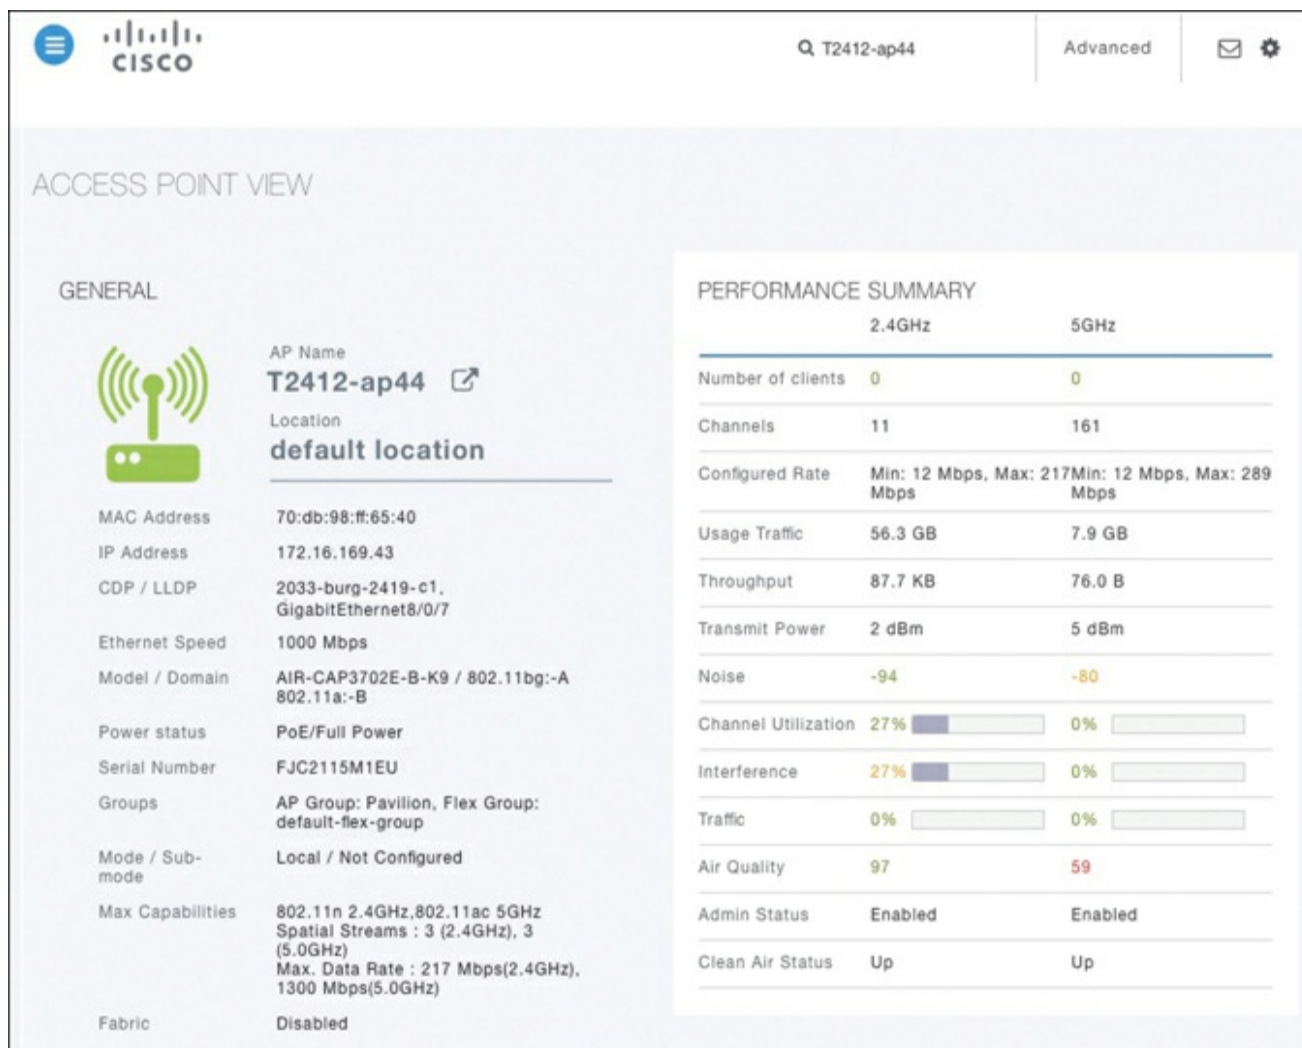 CISCO
T2412-ap44
Advanced
ACCESS POINT VIEW
GENERAL
AP Name
T2412-ap44
Location
default location
MAC Address 70:db:98:ff:65:40
IP Address 172.16.169.43
CDP / LLDP 2033-burg-2419-c1,
GigabitEthernet8/0/7
Ethernet Speed 1000 Mbps
Model / Domain AIR-CAP3702E-B-K9 / 802.11bg:-A
802.11a:-B
Power status PoE/Full Power
Serial Number FJC2115M1EU
Groups AP Group: Pavilion, Flex Group:
default-flex-group
Mode / Sub- Local / Not Configured
mode
Max Capabilities 802.11n 2.4GHz,802.11ac 5GHz
Spatial Streams : 3 (2.4GHz), 3
(5.0GHz)
Max. Data Rate : 217 Mbps(2.4GHz),
1300 Mbps(5.0GHz)
Fabric Disabled
PERFORMANCE SUMMARY
2.4GHz 5GHz
Number of clients 0 0
Channels 11 161
Configured Rate Min: 12 Mbps, Max: 217 Min: 12 Mbps, Max: 289
Mbps Mbps
Usage Traffic 56.3 GB 7.9 GB
Throughput 87.7 KB 76.0 B
Transmit Power 2 dBm 5 dBm
Noise -94 -80
Channel Utilization 27% 0%
Interference 27% 0%
Traffic 0% 0%
Air Quality 97 59
Admin Status Enabled Enabled
Clean Air Status Up Up